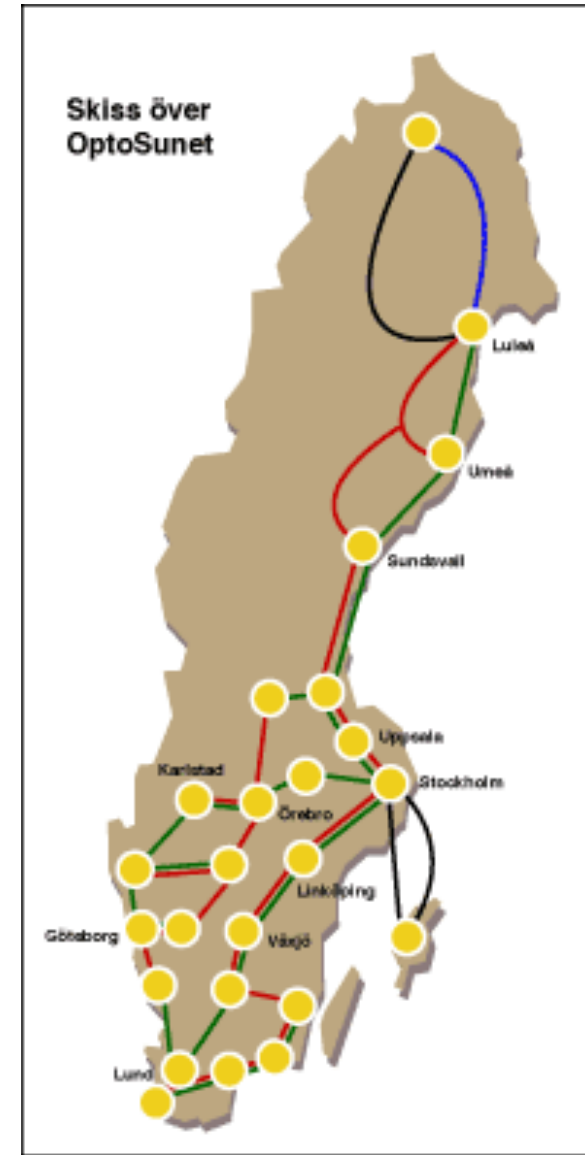 Skiss över
OptoSunet
Luleå
Umeå
Sundsvall
Uppsala
Karlstad
Stockholm
Örebro
Linköping
Göteborg
Växjö
Lund